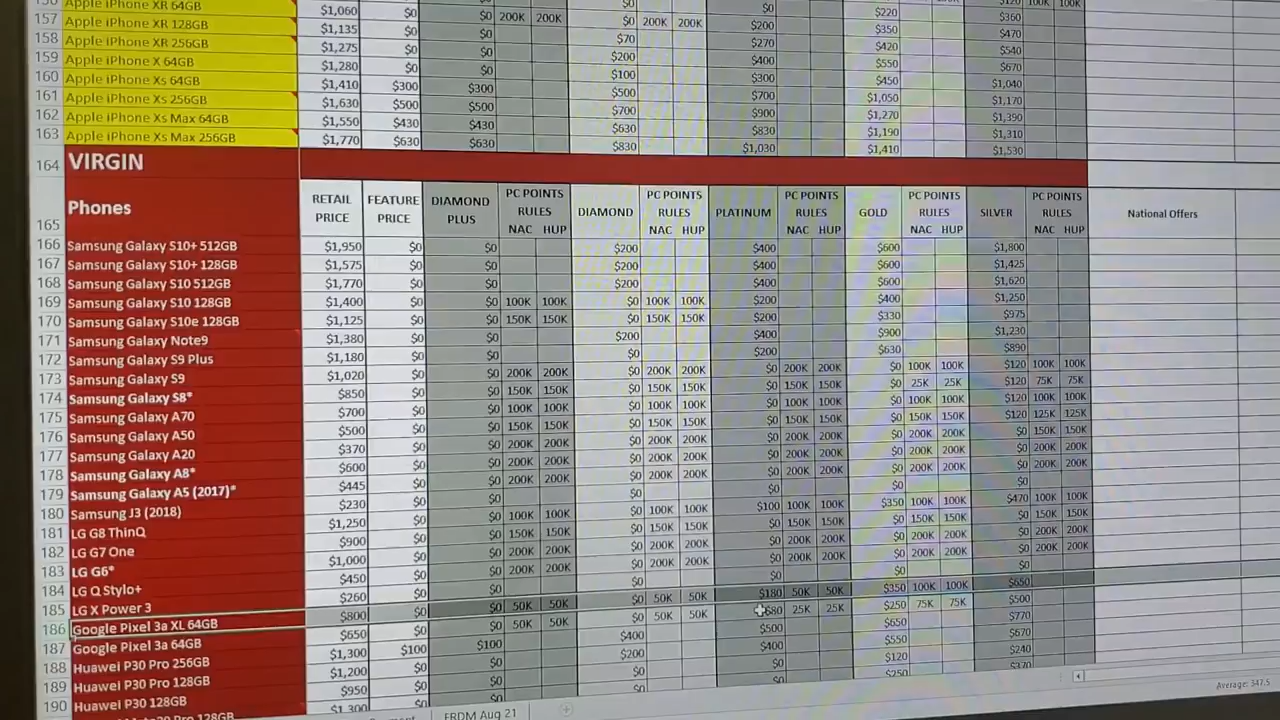 156 Apple iPhone XR 64GB $1,060 $0 $0 200K 200K $0 200K 200K $200 $350 $470
157 Apple iPhone XR 128GB $1,135 $0 $0 $70 $270 $420 $540
158 Apple iPhone XR 256GB $1,275 $0 $0 $200 $400 $550 $670
159 Apple iPhone X 64GB $1,280 $0 $0 $100 $300 $450 $1,040
160 Apple iPhone Xs 64GB $1,410 $300 $300 $500 $700 $1,050 $1,170
161 Apple iPhone Xs 256GB $1,630 $500 $500 $700 $900 $1,270 $1,390
162 Apple iPhone Xs Max 64GB $1,550 $430 $430 $630 $830 $1,190 $1,310
163 Apple iPhone Xs Max 256GB $1,770 $630 $630 $830 $1,030 $1,410 $1,530
164 VIRGIN
165 Phones RETAIL PRICE FEATURE PRICE DIAMOND PLUS PC POINTS RULES NAC HUP DIAMOND PC POINTS RULES NAC HUP PLATINUM PC POINTS RULES NAC HUP GOLD PC POINTS RULES NAC HUP SILVER PC POINTS RULES NAC HUP National Offers
166 Samsung Galaxy S10+ 512GB $1,950 $0 $0 $200 $400 $600 $1,800
167 Samsung Galaxy S10+ 128GB $1,575 $0 $0 $200 $400 $600 $1,425
168 Samsung Galaxy S10 512GB $1,770 $0 $0 $200 $400 $600 $1,620
169 Samsung Galaxy S10 128GB $1,400 $0 $0 100K 100K $0 100K 100K $200 $400 $1,250
170 Samsung Galaxy S10e 128GB $1,125 $0 $0 150K 150K $0 150K 150K $200 $330 $975
171 Samsung Galaxy Note9 $1,380 $0 $0 $200 $400 $900 $1,230
172 Samsung Galaxy S9 Plus $1,180 $0 $0 $0 $200 $630 $890
173 Samsung Galaxy S9 $1,020 $0 $0 200K 200K $0 200K 200K $0 200K 200K $0 100K 100K $120 100K 100K
174 Samsung Galaxy S8* $850 $0 $0 150K 150K $0 150K 150K $0 150K 150K $0 25K 25K $120 75K 75K
175 Samsung Galaxy A70 $700 $0 $0 100K 100K $0 100K 100K $0 100K 100K $0 100K 100K $120 100K 100K
176 Samsung Galaxy A50 $500 $0 $0 150K 150K $0 150K 150K $0 150K 150K $0 150K 150K $120 125K 125K
177 Samsung Galaxy A20 $370 $0 $0 200K 200K $0 200K 200K $0 200K 200K $0 200K 200K $0 150K 150K
178 Samsung Galaxy A8* $600 $0 $0 200K 200K $0 200K 200K $0 200K 200K $0 200K 200K $0 200K 200K
179 Samsung Galaxy A5 (2017)* $445 $0 $0 200K 200K $0 200K 200K $0 200K 200K $0 200K 200K $0 200K 200K
180 Samsung J3 (2018) $230 $0 $0 $0 $0 $0 $0
181 LG G8 ThinQ $1,250 $0 $0 100K 100K $0 100K 100K $100 50K 50K $350 100K 100K $470 100K 100K
182 LG G7 One $900 $0 $0 150K 150K $0 150K 150K $0 150K 150K $0 150K 150K $0 150K 150K
183 LG G6* $1,000 $0 $0 200K 200K $0 200K 200K $0 200K 200K $0 200K 200K $0 200K 200K
184 LG Q Stylo+ $450 $0 $0 200K 200K $0 200K 200K $0 200K 200K $0 200K 200K $0 200K 200K
185 LG X Power 3 $260 $0 $0 $0 $0 $0 $0
186 Google Pixel 3a XL 64GB $800 $0 $0 50K 50K $0 50K 50K $180 50K 50K $350 100K 100K $650
187 Google Pixel 3a 64GB $650 $0 $0 50K 50K $0 50K 50K $80 25K 25K $250 75K 75K $500
188 Huawei P30 Pro 256GB $1,300 $100 $100 $400 $500 $650 $770
189 Huawei P30 Pro 128GB $1,200 $0 $0 $200 $400 $550 $670
190 Huawei P30 128GB $950 $0 $0 $0 $0 $120 $240
Pro 128GB $1,300 $0 $0 $0 $0 $250 $370
FRDM Aug 21
Average: 347.5